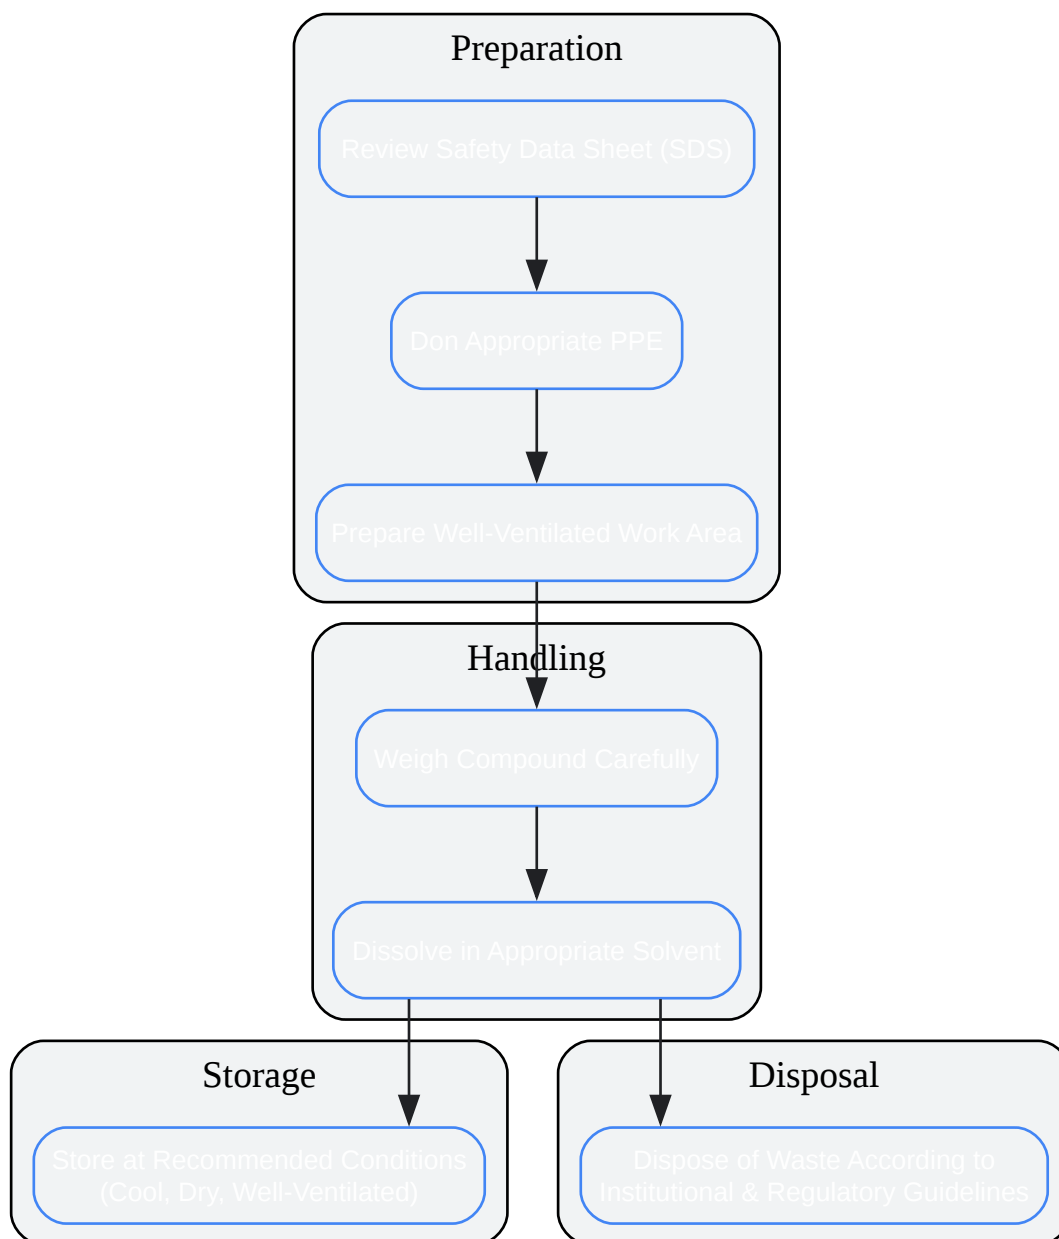 Preparation
Review Safety Data Sheet (SDS)
Don Appropriate PPE
Prepare Well-Ventilated Work Area
Handling
Weigh Compound Carefully
Dissolve in Appropriate Solvent
Storage
Store at Recommended Conditions
(Cool, Dry, Well-Ventilated)
Disposal
Dispose of Waste According to
Institutional & Regulatory Guidelines